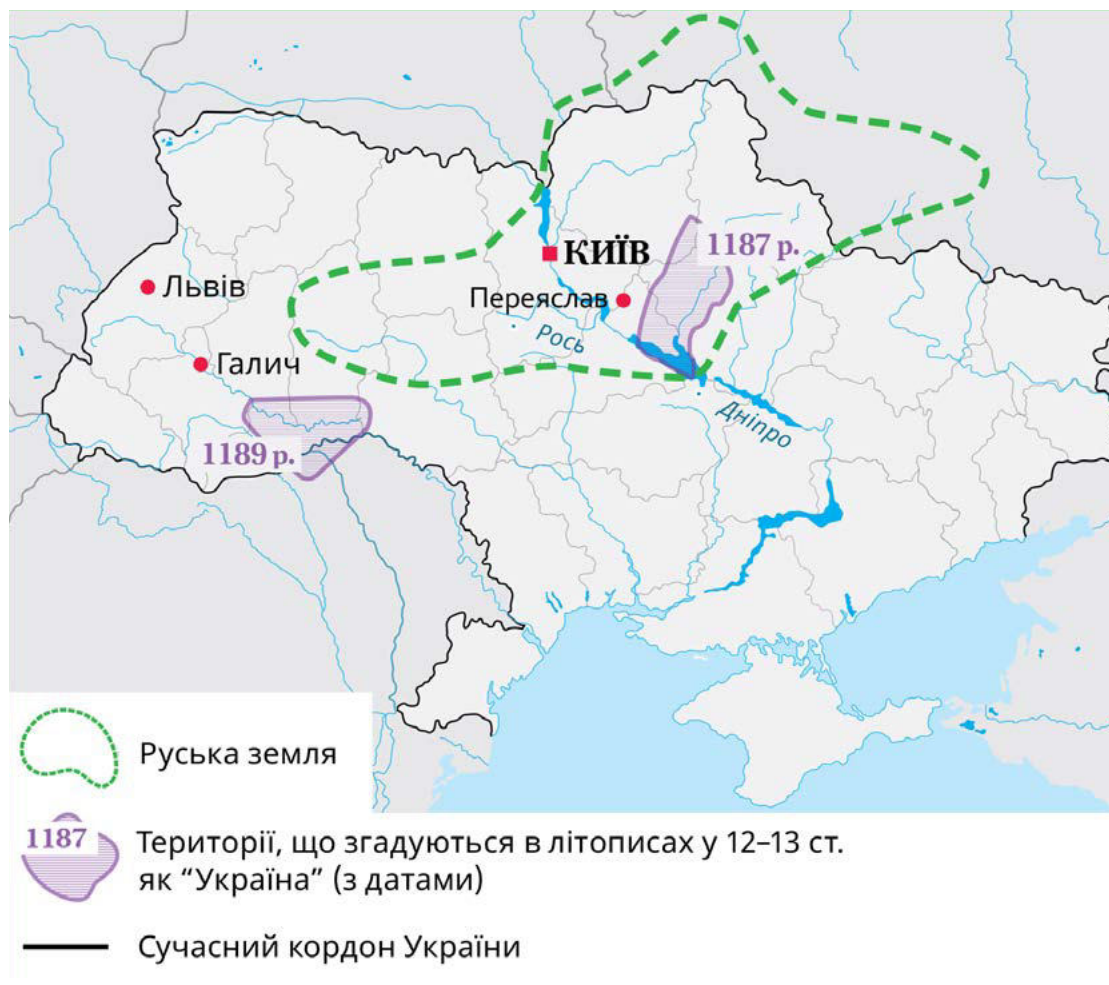 КИЇВ
1187 р.
Львів
Переяслав
Рось
Галич
Дніпро
1189 р.
Руська земля
1187
Території, що згадуються в літописах у 12–13 ст.
як “Україна” (з датами)
Сучасний кордон України